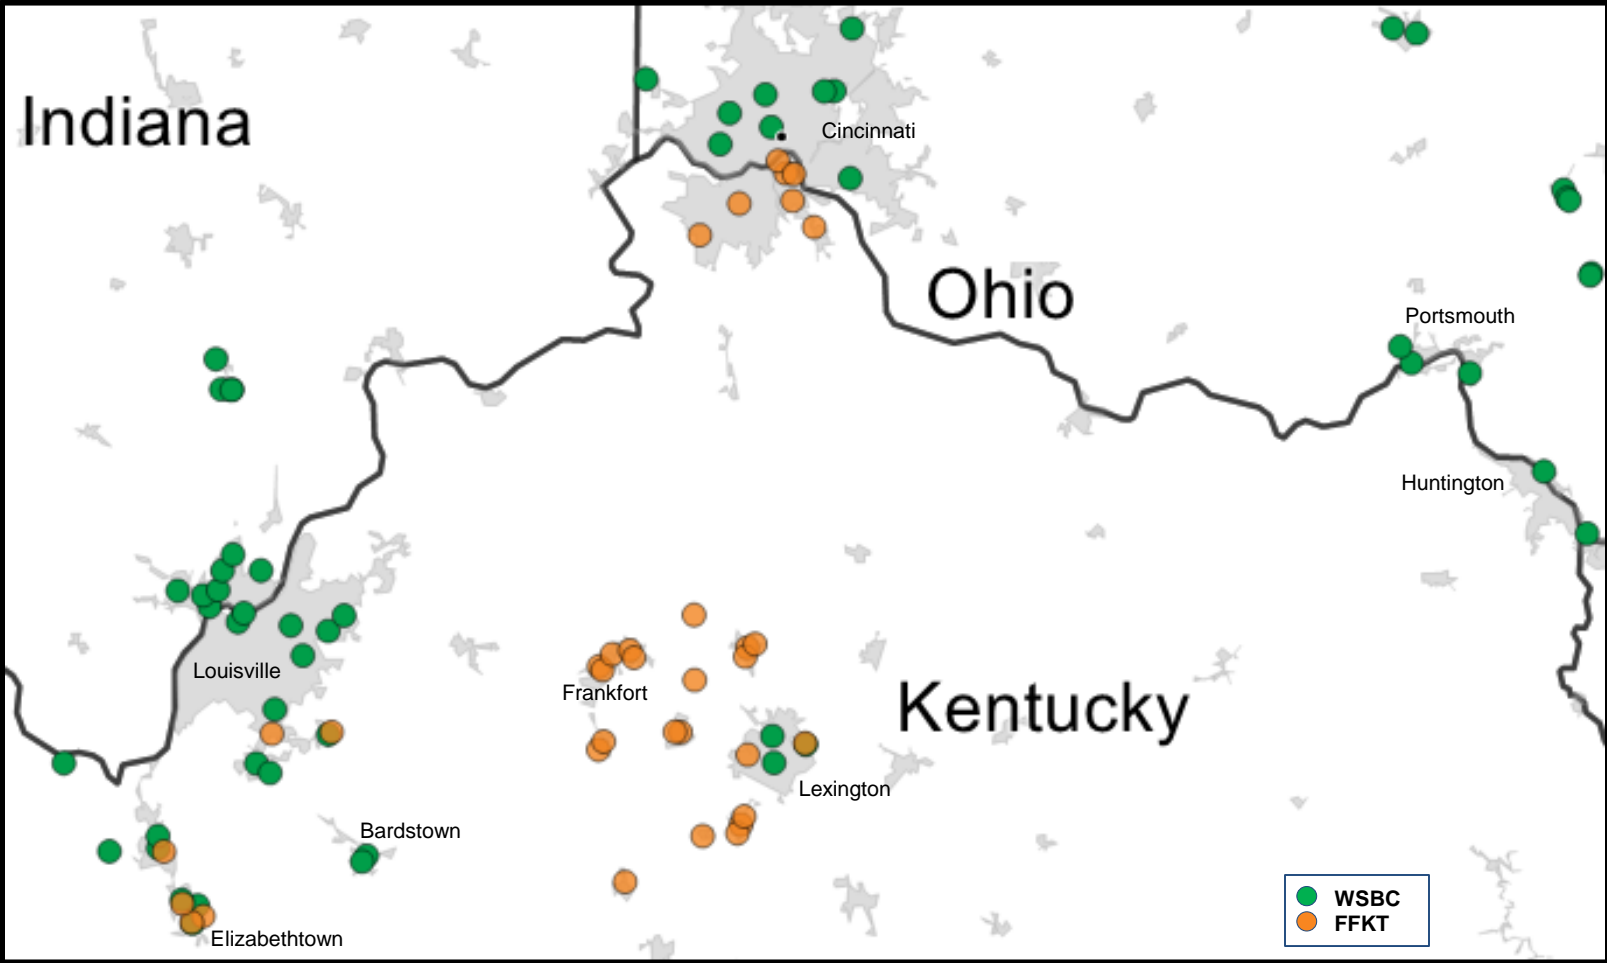 Indiana
Cincinnati
Ohio
Portsmouth
Huntington
Louisville
Frankfort
Kentucky
Lexington
Bardstown
WSBC
FFKT
Elizabethtown